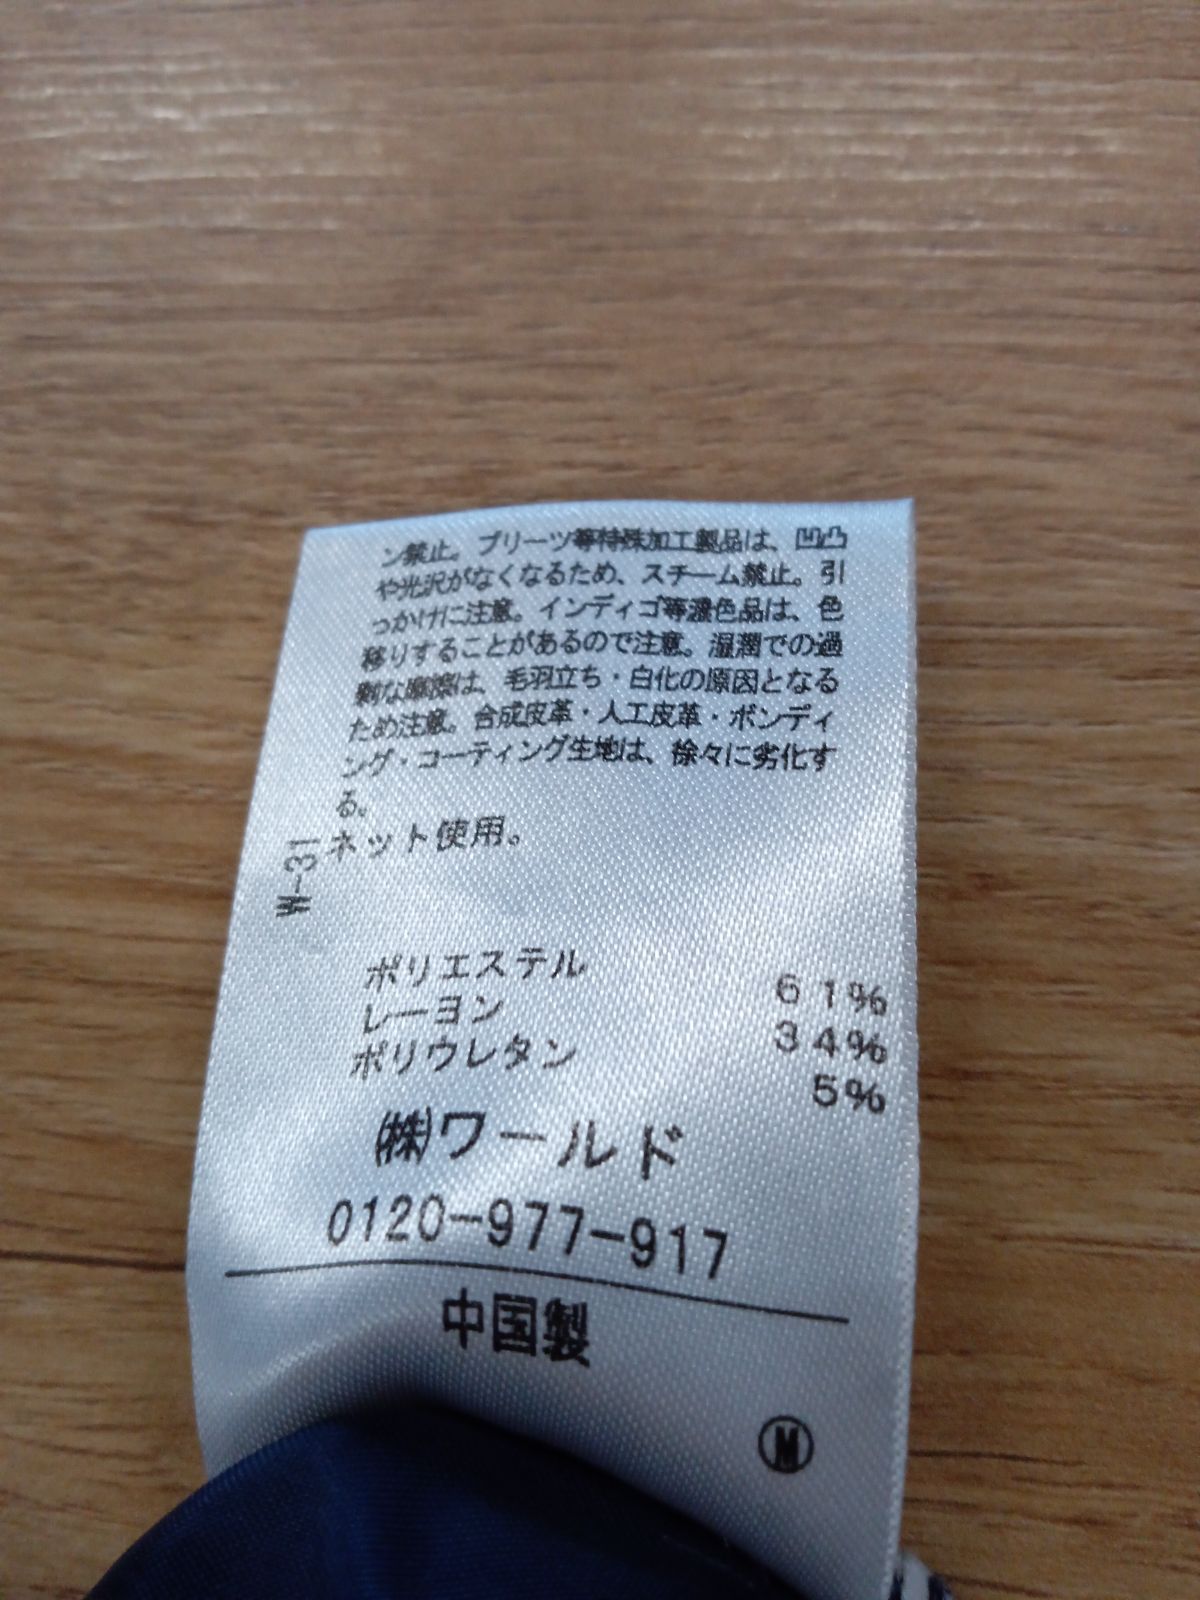 ン禁止。プリーツ等特殊加工製品は、凹凸
や光沢がなくなるため、スチーム禁止。引
っかけに注意。インディゴ等濃色品は、色
移りすることがあるので注意。湿潤での過
剰な摩擦は、毛羽立ち・白化の原因となる
ため注意。合成皮革・人工皮革・ボンディ
ング・コーティング生地は、徐々に劣化す
る。
ネット使用。
W-31
ポリエステル 61%
レーヨン 34%
ポリウレタン 5%
㈱ワールド
0120-977-917
中国製
Ⓜ